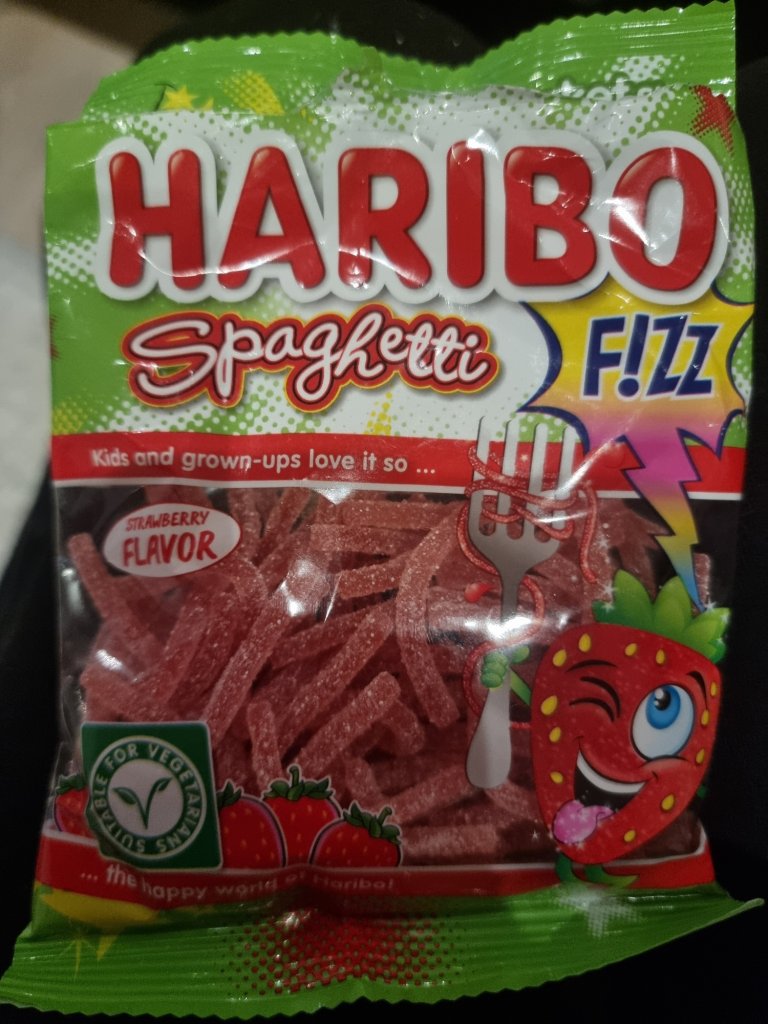 HARIBO
Spaghetti
F!ZZ
Kids and grown-ups love it so ...
STRAWBERRY
FLAVOR
SUITABLE FOR VEGETARIANS
... the happy world of Haribo!